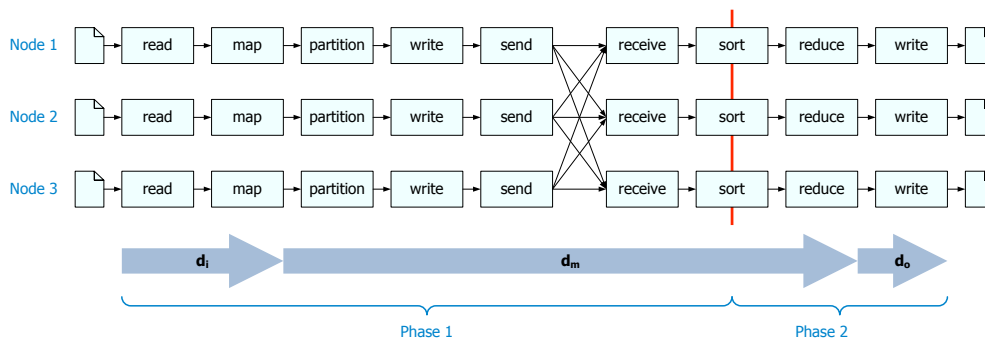 Node 1 read map partition write send receive sort reduce write
Node 2 read map partition write send receive sort reduce write
Node 3 read map partition write send receive sort reduce write
di dm do
Phase 1 Phase 2